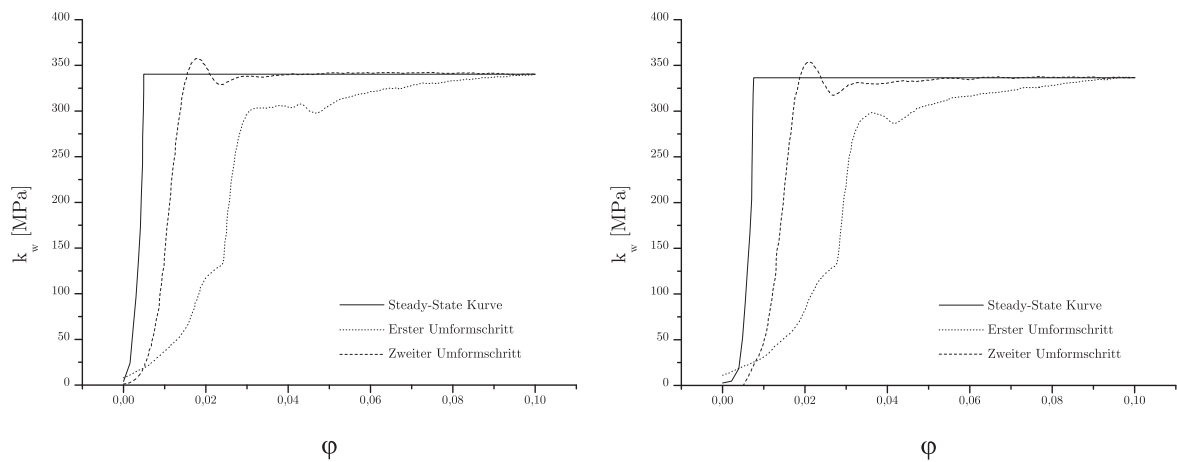 400
350
300
350
200
150
100
50
0
k_w [MPa]
0,00 0,02 0,04 0,06 0,08 0,10
φ
Steady-State Kurve
Erster Umformschritt
Zweiter Umformschritt
400
350
300
350
200
150
100
50
0
k_w [MPa]
0,00 0,02 0,04 0,06 0,08 0,10
φ
Steady-State Kurve
Erster Umformschritt
Zweiter Umformschritt